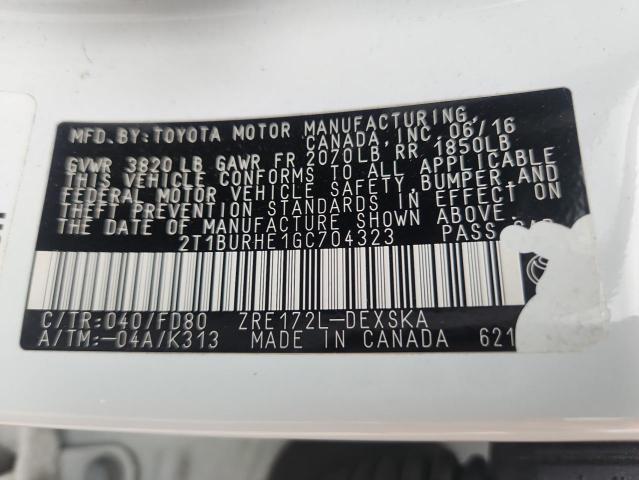 MFD. BY: TOYOTA MOTOR MANUFACTURING,
CANADA, INC. 06/16
GVWR 3820 LB GAWR FR 2070LB, RR 1850LB
THIS VEHICLE CONFORMS TO ALL APPLICABLE
FEDERAL MOTOR VEHICLE SAFETY, BUMPER AND
THEFT PREVENTION STANDARDS IN EFFECT ON
THE DATE OF MANUFACTURE SHOWN ABOVE.
2T1BURHE1GC704323 PASS
C/TR: 040/FD80 ZRE172L-DEXSKA
A/TM: -04A/K313 MADE IN CANADA 621